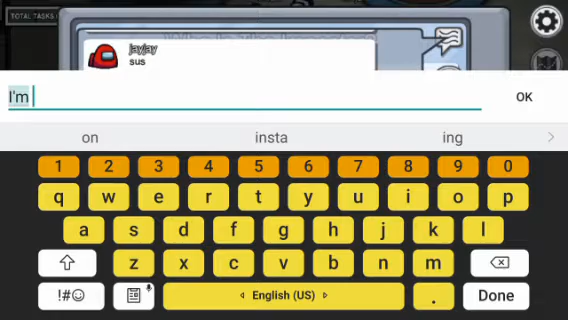 TOTAL TASKS
jayjay
sus
I'm
OK
on insta ing
1 2 3 4 5 6 7 8 9 0
q w e r t y u i o p
a s d f g h j k l
z x c v b n m
!#☺ English (US) . Done